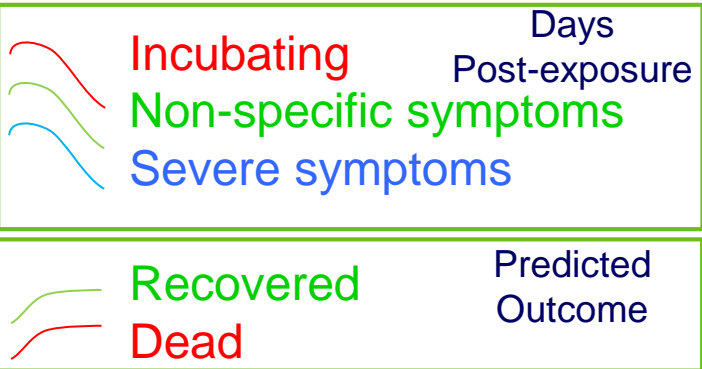 Incubating
Non-specific symptoms
Severe symptoms
Days
Post-exposure
Recovered
Dead
Predicted
Outcome